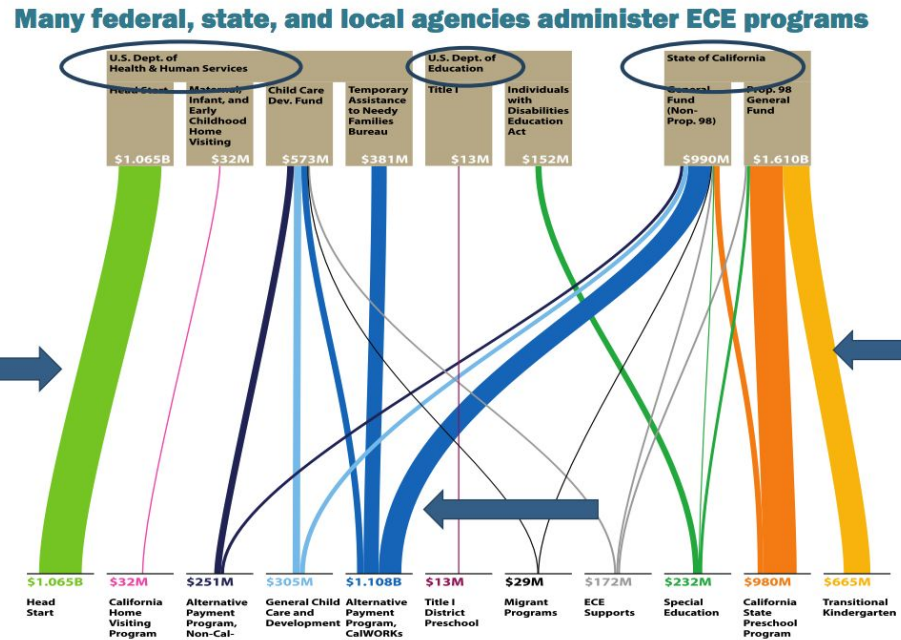 Many federal, state, and local agencies administer ECE programs
U.S. Dept. of
Health & Human Services
U.S. Dept. of
Education
State of California
Head Start
Maternal,
Infant, and
Early
Childhood
Home
Visiting
Child Care
Dev. Fund
Temporary
Assistance
to Needy
Families
Bureau
Title I
Individuals
with
Disabilities
Education
Act
General
Fund
(Non-
Prop. 98)
Prop. 98
General
Fund
$1.065B
$32M
$573M
$381M
$13M
$152M
$990M
$1.610B
$1.065B
$32M
$251M
$305M
$1.108B
$13M
$29M
$172M
$232M
$980M
$665M
Head
Start
California
Home
Visiting
Program
Alternative
Payment
Program,
Non-Cal-
General Child
Care and
Development
Alternative
Payment
Program,
CalWORKs
Title I
District
Preschool
Migrant
Programs
ECE
Supports
Special
Education
California
State
Preschool
Program
Transitional
Kindergarten